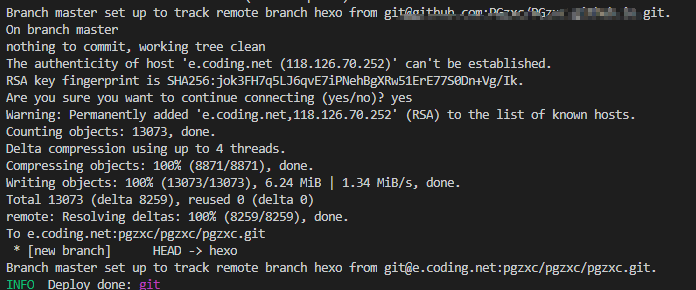 Branch master set up to track remote branch hexo from git@github.com:PGzxc/PGzxc. git.
On branch master
nothing to commit, working tree clean
The authenticity of host 'e.coding.net (118.126.70.252)' can't be established.
RSA key fingerprint is SHA256:jok3FH7q5LJ6qvE7iPNehBgXRw51ErE77S0Dn+Vg/Ik.
Are you sure you want to continue connecting (yes/no)? yes
Warning: Permanently added 'e.coding.net,118.126.70.252' (RSA) to the list of known hosts.
Counting objects: 13073, done.
Delta compression using up to 4 threads.
Compressing objects: 100% (8871/8871), done.
Writing objects: 100% (13073/13073), 6.24 MiB | 1.34 MiB/s, done.
Total 13073 (delta 8259), reused 0 (delta 0)
remote: Resolving deltas: 100% (8259/8259), done.
To e.coding.net:pgzxc/pgzxc/pgzxc.git
 * [new branch]      HEAD -> hexo
Branch master set up to track remote branch hexo from git@e.coding.net:pgzxc/pgzxc/pgzxc.git.
INFO  Deploy done: git